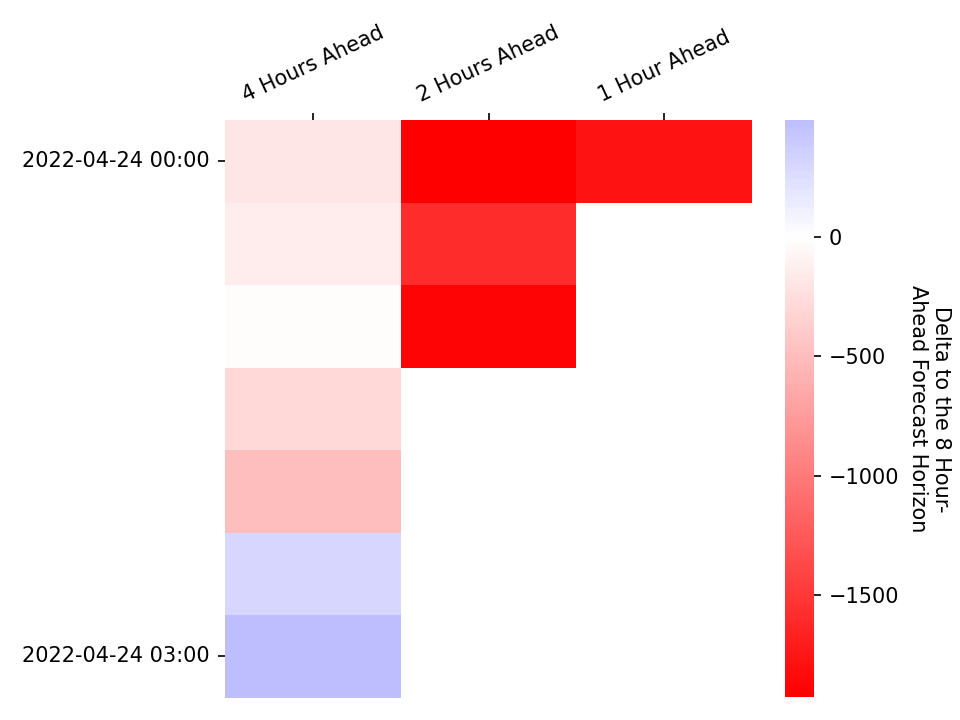 4 Hours Ahead
2 Hours Ahead
1 Hour Ahead
2022-04-24 00:00
2022-04-24 03:00
0
−500
−1000
−1500
Delta to the 8 Hour-
Ahead Forecast Horizon